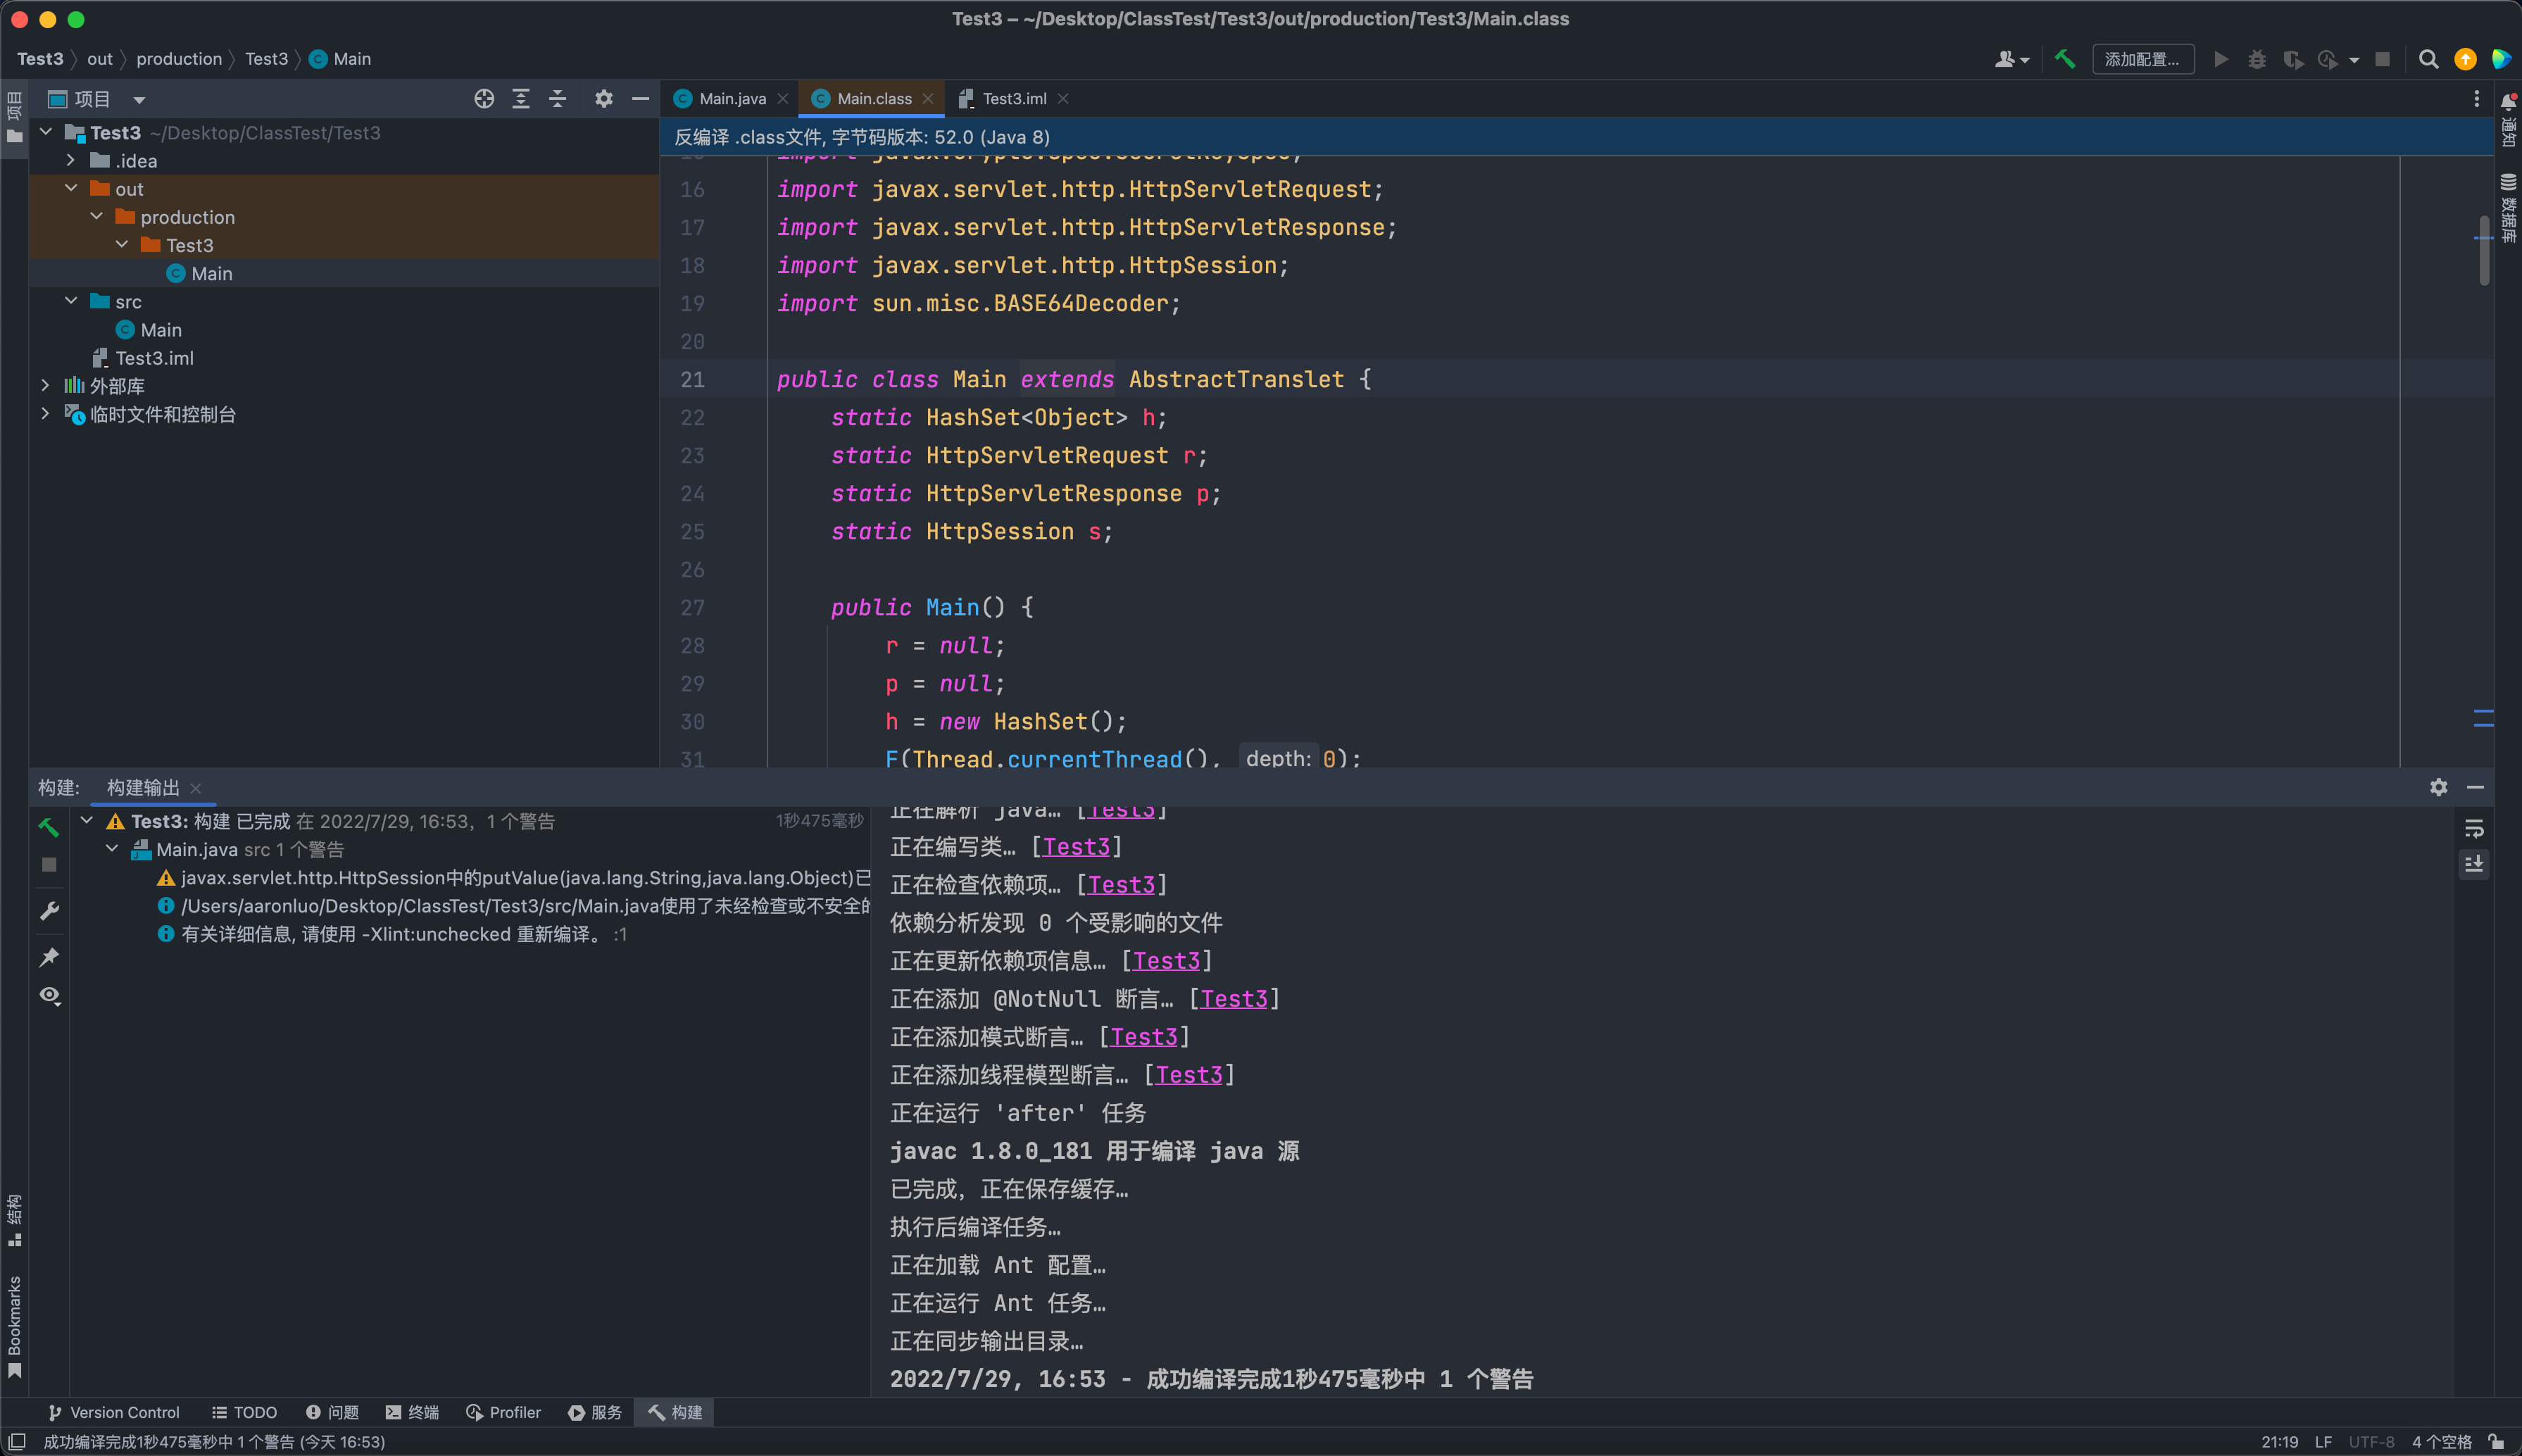 Test3 – ~/Desktop/ClassTest/Test3/out/production/Test3/Main.class
Test3 〉 out 〉 production 〉 Test3 〉 Main
添加配置...
项目
项目
Main.java
Main.class
Test3.iml
通知
数据库
Test3 ~/Desktop/ClassTest/Test3
.idea
out
production
Test3
Main
src
Main
Test3.iml
外部库
临时文件和控制台
反编译 .class文件, 字节码版本: 52.0 (Java 8)
16 import javax.servlet.http.HttpServletRequest;
17 import javax.servlet.http.HttpServletResponse;
18 import javax.servlet.http.HttpSession;
19 import sun.misc.BASE64Decoder;
20
21 public class Main extends AbstractTranslet {
22 static HashSet<Object> h;
23 static HttpServletRequest r;
24 static HttpServletResponse p;
25 static HttpSession s;
26
27 public Main() {
28 r = null;
29 p = null;
30 h = new HashSet();
31 F(Thread.currentThread(), depth: 0);
构建: 构建输出
Test3: 构建 已完成 在 2022/7/29, 16:53，1 个警告 1秒475毫秒
Main.java src 1 个警告
javax.servlet.http.HttpSession中的putValue(java.lang.String,java.lang.Object)已
/Users/aaronluo/Desktop/ClassTest/Test3/src/Main.java使用了未经检查或不安全的
有关详细信息, 请使用 -Xlint:unchecked 重新编译。 :1
正在解析 java… [Test3]
正在编写类… [Test3]
正在检查依赖项… [Test3]
依赖分析发现 0 个受影响的文件
正在更新依赖项信息… [Test3]
正在添加 @NotNull 断言… [Test3]
正在添加模式断言… [Test3]
正在添加线程模型断言… [Test3]
正在运行 'after' 任务
javac 1.8.0_181 用于编译 java 源
已完成，正在保存缓存…
执行后编译任务…
正在加载 Ant 配置…
正在运行 Ant 任务…
正在同步输出目录…
2022/7/29, 16:53 - 成功编译完成1秒475毫秒中 1 个警告
结构
Bookmarks
Version Control TODO 问题 终端 Profiler 服务 构建
成功编译完成1秒475毫秒中 1 个警告 (今天 16:53)
21:19 LF UTF-8 4 个空格